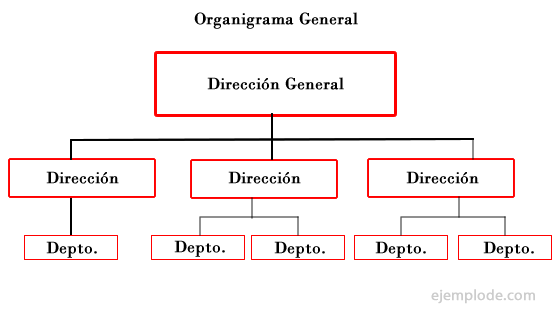 Organigrama General
Dirección General
Dirección
Dirección
Dirección
Depto.
Depto.
Depto.
Depto.
Depto.
ejemplode.com